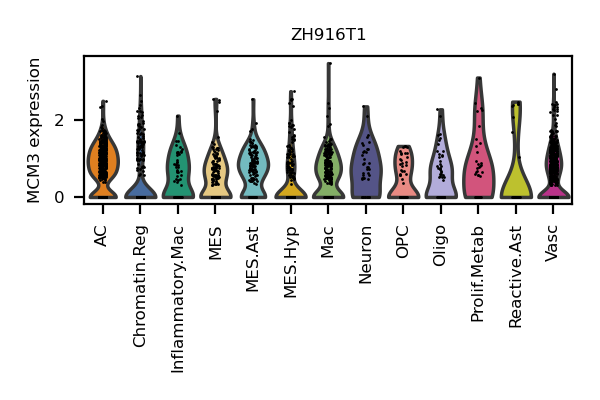 ZH916T1
MCM3 expression
2
0
AC
Chromatin.Reg
Inflammatory.Mac
MES
MES.Ast
MES.Hyp
Mac
Neuron
OPC
Oligo
Prolif.Metab
Reactive.Ast
Vasc